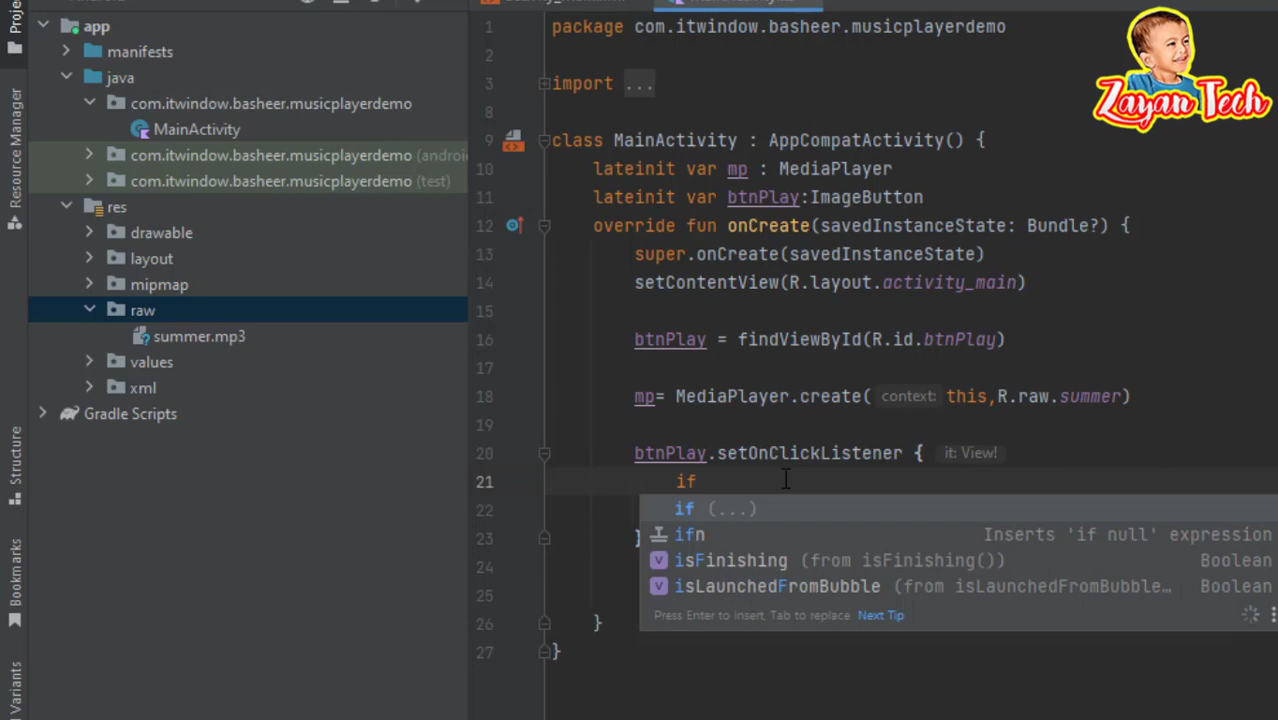 app
manifests
java
com.itwindow.basheer.musicplayerdemo
MainActivity
com.itwindow.basheer.musicplayerdemo
com.itwindow.basheer.musicplayerdemo (test)
res
drawable
layout
mipmap
raw
summer.mp3
values
xml
Gradle Scripts
Resource Manager
Structure
Bookmarks
Variants
1 package com.itwindow.basheer.musicplayerdemo
2
3 import ...
8
9 class MainActivity : AppCompatActivity() {
10 lateinit var mp : MediaPlayer
11 lateinit var btnPlay:ImageButton
12 override fun onCreate(savedInstanceState: Bundle?) {
13 super.onCreate(savedInstanceState)
14 setContentView(R.layout.activity_main)
15
16 btnPlay = findViewById(R.id.btnPlay)
17
18 mp= MediaPlayer.create( context: this,R.raw.summer)
19
20 btnPlay.setOnClickListener { it: View!
21 if
22 if (...)
ifn Inserts 'if null' expression
23 }
isFinishing (from isFinishing()) Boolean
24
isLaunchedFromBubble (from isLaunchedFromBubble… Boolean
25
Press Enter to insert, Tab to replace Next Tip
26 }
27 }
Zayan Tech